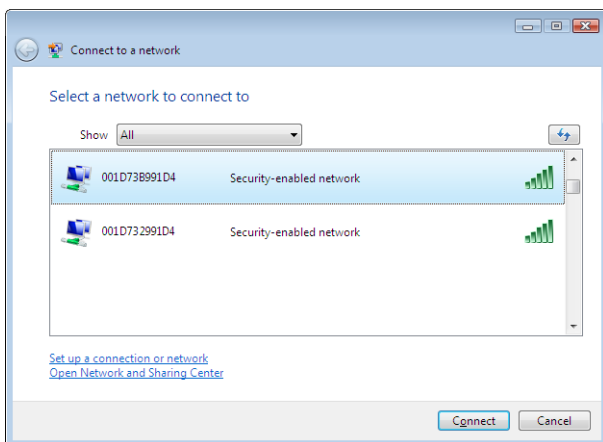 Connect to a network
Select a network to connect to
Show All
001D73B991D4 Security-enabled network
001D732991D4 Security-enabled network
Set up a connection or network
Open Network and Sharing Center
Connect Cancel